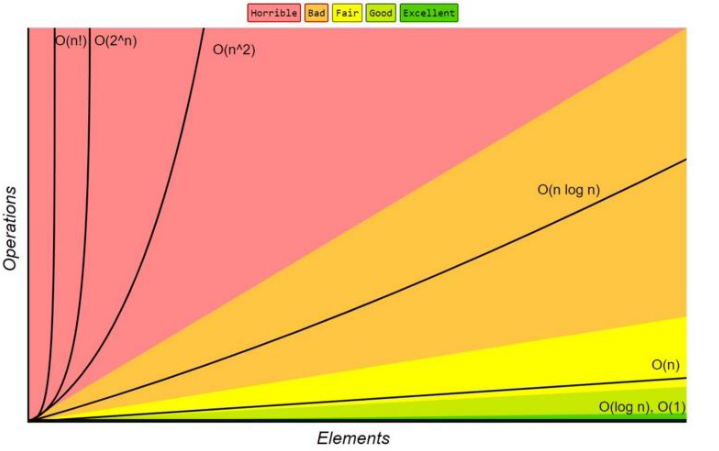 Horrible Bad Fair Good Excellent
O(n!) O(2^n) O(n^2)
O(n log n)
O(n)
O(log n), O(1)
Operations
Elements